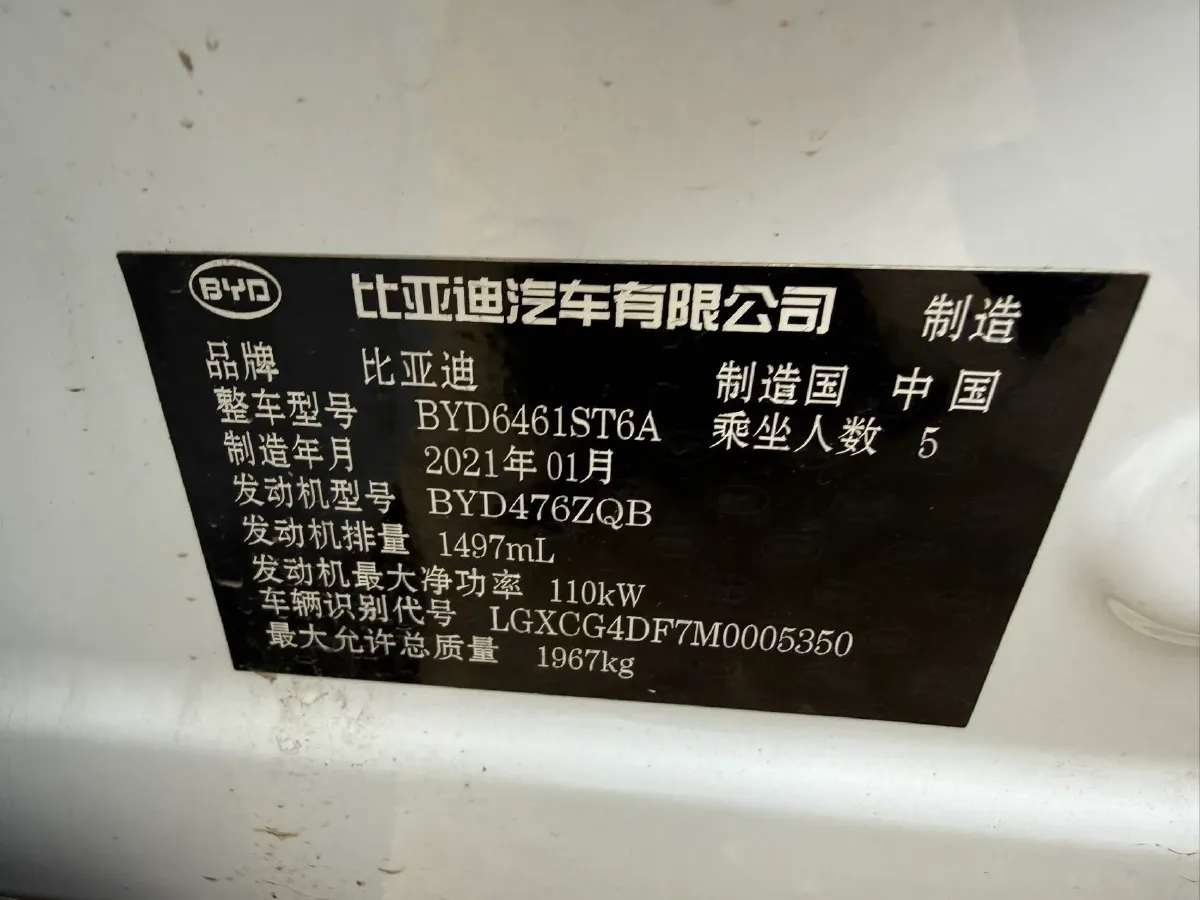 BYD 比亚迪汽车有限公司 制造
品牌 比亚迪 制造国 中国
整车型号 BYD6461ST6A 乘坐人数 5
制造年月 2021年01月
发动机型号 BYD476ZQB
发动机排量 1497mL
发动机最大净功率 110kW
车辆识别代号 LGXCG4DF7M0005350
最大允许总质量 1967kg